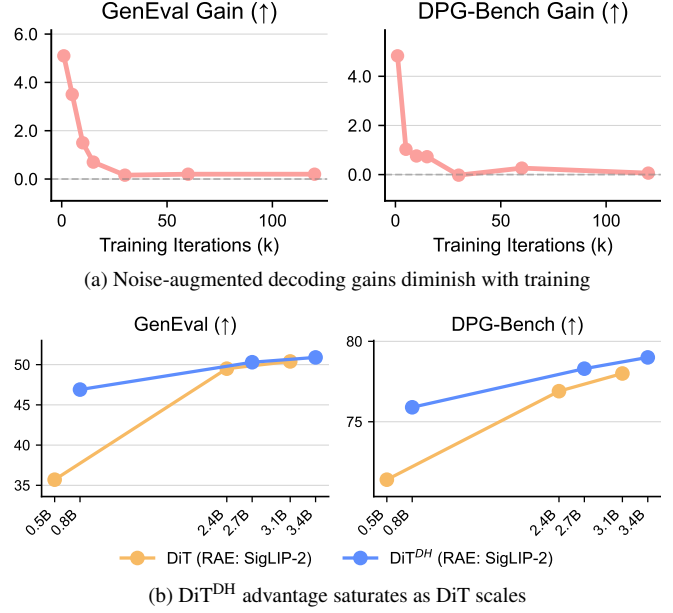 GenEval Gain (↑)
6.0
4.0
2.0
0.0
0
50
100
Training Iterations (k)
DPG-Bench Gain (↑)
4.0
2.0
0.0
0
50
100
Training Iterations (k)
(a) Noise-augmented decoding gains diminish with training
GenEval (↑)
50
45
40
35
0.5B
0.8B
2.4B
2.7B
3.1B
3.4B
DPG-Bench (↑)
80
75
0.5B
0.8B
2.4B
2.7B
3.1B
3.4B
DiT (RAE: SigLIP-2)
DiT^DH (RAE: SigLIP-2)
(b) DiT^DH advantage saturates as DiT scales